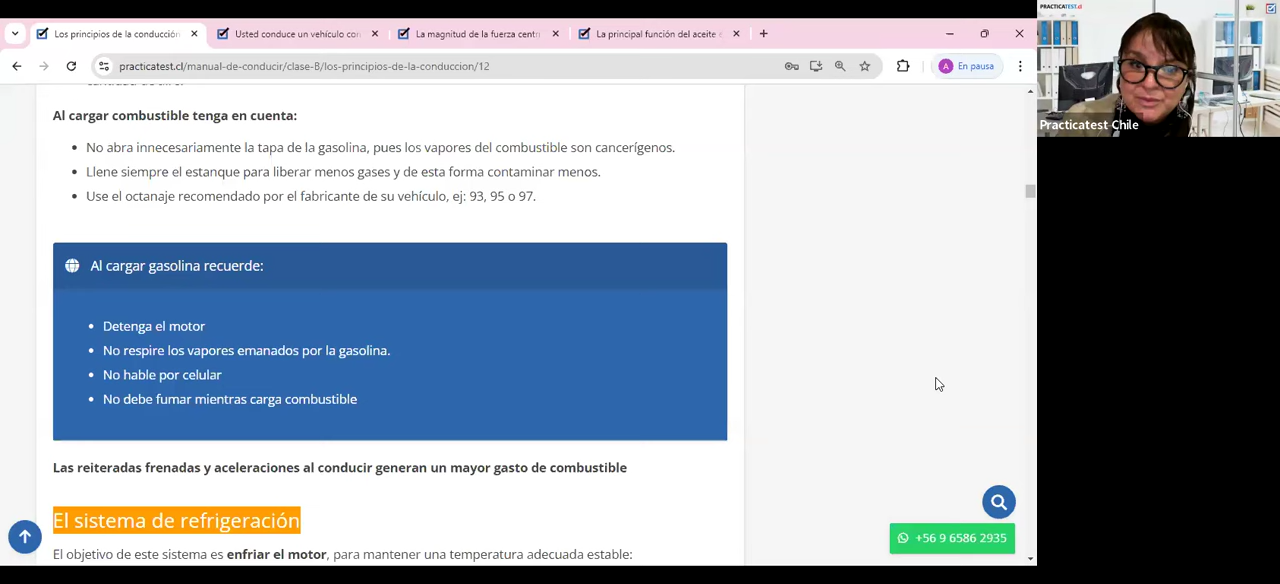 Los principios de la conducción
Usted conduce un vehículo con
La magnitud de la fuerza centr
La principal función del aceite e
practicatest.cl/manual-de-conducir/clase-B/los-principios-de-la-conduccion/12
A
En pausa
PRACTICATEST.cl
Practicatest Chile
Al cargar combustible tenga en cuenta:
No abra innecesariamente la tapa de la gasolina, pues los vapores del combustible son cancerígenos.
Llene siempre el estanque para liberar menos gases y de esta forma contaminar menos.
Use el octanaje recomendado por el fabricante de su vehículo, ej: 93, 95 o 97.
Al cargar gasolina recuerde:
Detenga el motor
No respire los vapores emanados por la gasolina.
No hable por celular
No debe fumar mientras carga combustible
Las reiteradas frenadas y aceleraciones al conducir generan un mayor gasto de combustible
El sistema de refrigeración
+56 9 6586 2935
El objetivo de este sistema es enfriar el motor, para mantener una temperatura adecuada estable: